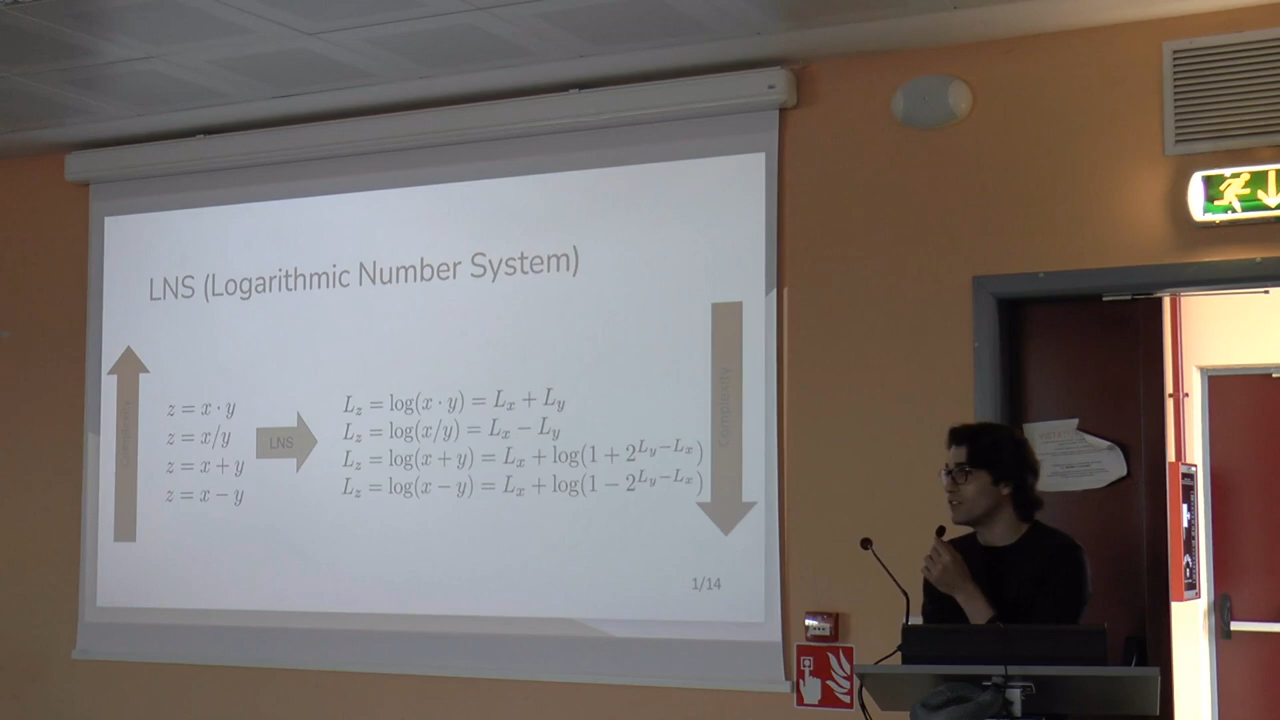 LNS (Logarithmic Number System)
z = x · y
z = x/y
z = x + y
z = x − y
LNS
L_z = log(x · y) = L_x + L_y
L_z = log(x/y) = L_x − L_y
L_z = log(x + y) = L_x + log(1 + 2^{L_y−L_x})
L_z = log(x − y) = L_x + log(1 − 2^{L_y−L_x})
Complexity
1/14